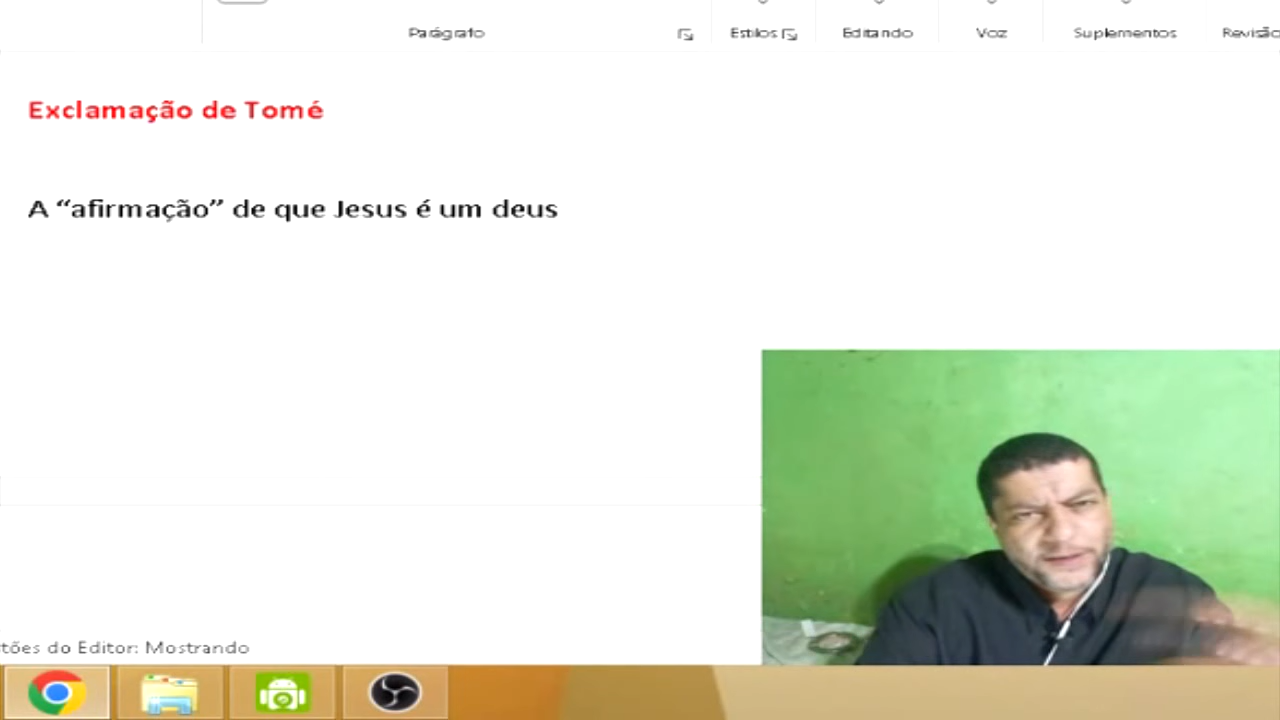 Parágrafo
Estilos
Editando
Voz
Suplementos
Revisão
Exclamação de Tomé
A “afirmação” de que Jesus é um deus
tões do Editor: Mostrando